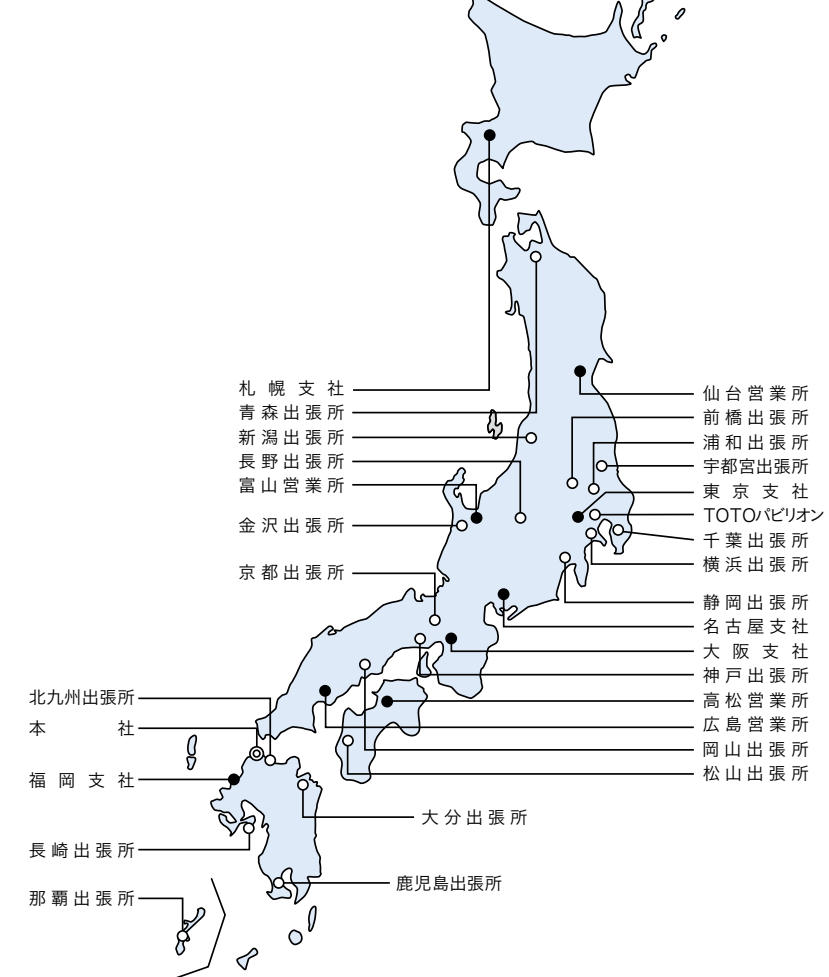 札幌支社
青森出張所
新潟出張所
長野出張所
富山営業所
金沢出張所
京都出張所
仙台営業所
前橋出張所
浦和出張所
宇都宮出張所
東京支社
TOTOパビリオン
千葉出張所
横浜出張所
静岡出張所
名古屋支社
大阪支社
神戸出張所
高松営業所
広島営業所
岡山出張所
松山出張所
北九州出張所
本社
福岡支社
長崎出張所
那覇出張所
大分出張所
鹿児島出張所